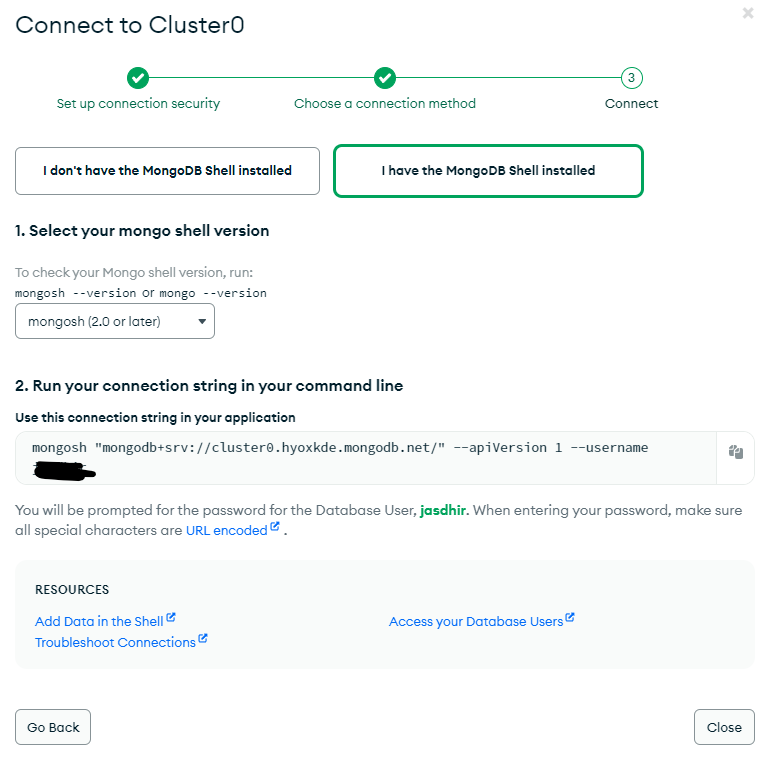 Connect to Cluster0
Set up connection security
Choose a connection method
3
Connect
I don't have the MongoDB Shell installed
I have the MongoDB Shell installed
1. Select your mongo shell version
To check your Mongo shell version, run:
mongosh --version or mongo --version
mongosh (2.0 or later)
2. Run your connection string in your command line
Use this connection string in your application
mongosh "mongodb+srv://cluster0.hyoxkde.mongodb.net/" --apiVersion 1 --username
You will be prompted for the password for the Database User, jasdhir. When entering your password, make sure
all special characters are URL encoded .
RESOURCES
Add Data in the Shell
Access your Database Users
Troubleshoot Connections
Go Back
Close